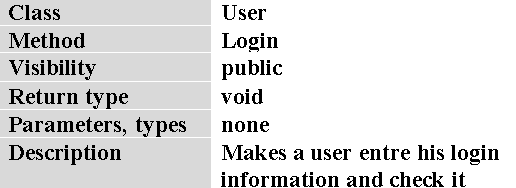 Class User
Method Login
Visibility public
Return type void
Parameters, types none
Description Makes a user entre his login
information and check it